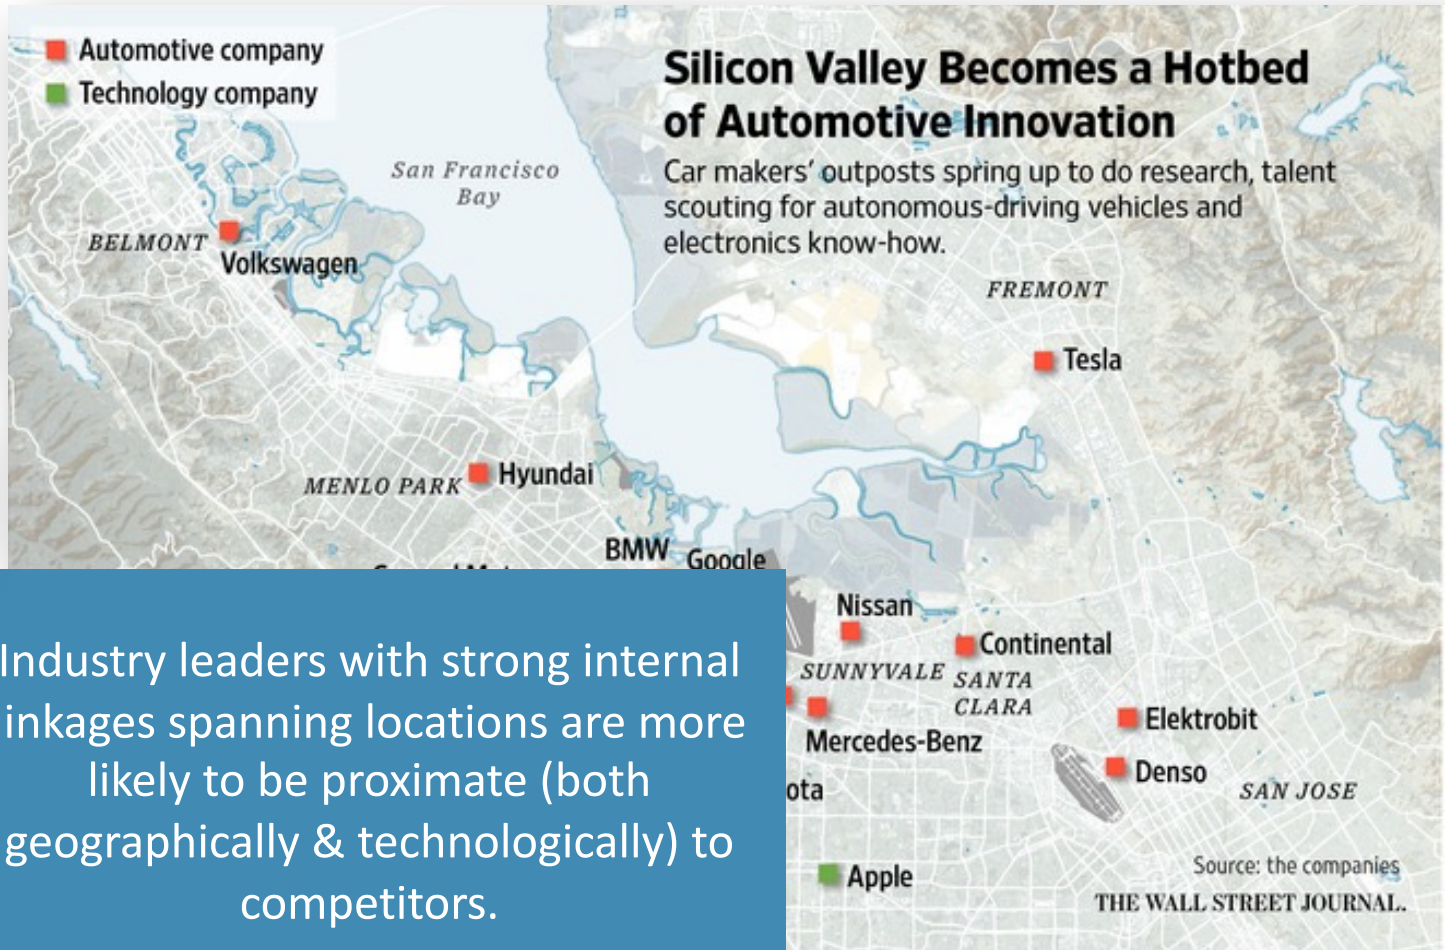 Automotive company
Technology company
Silicon Valley Becomes a Hotbed
of Automotive Innovation
Car makers’ outposts spring up to do research, talent
scouting for autonomous-driving vehicles and
electronics know-how.
San Francisco
Bay
BELMONT
Volkswagen
FREMONT
Tesla
MENLO PARK
Hyundai
BMW
Google
Nissan
Continental
SUNNYVALE
SANTA
CLARA
Mercedes-Benz
Elektrobit
Denso
ota
SAN JOSE
Apple
Industry leaders with strong internal
inkages spanning locations are more
likely to be proximate (both
geographically & technologically) to
competitors.
Source: the companies
THE WALL STREET JOURNAL.